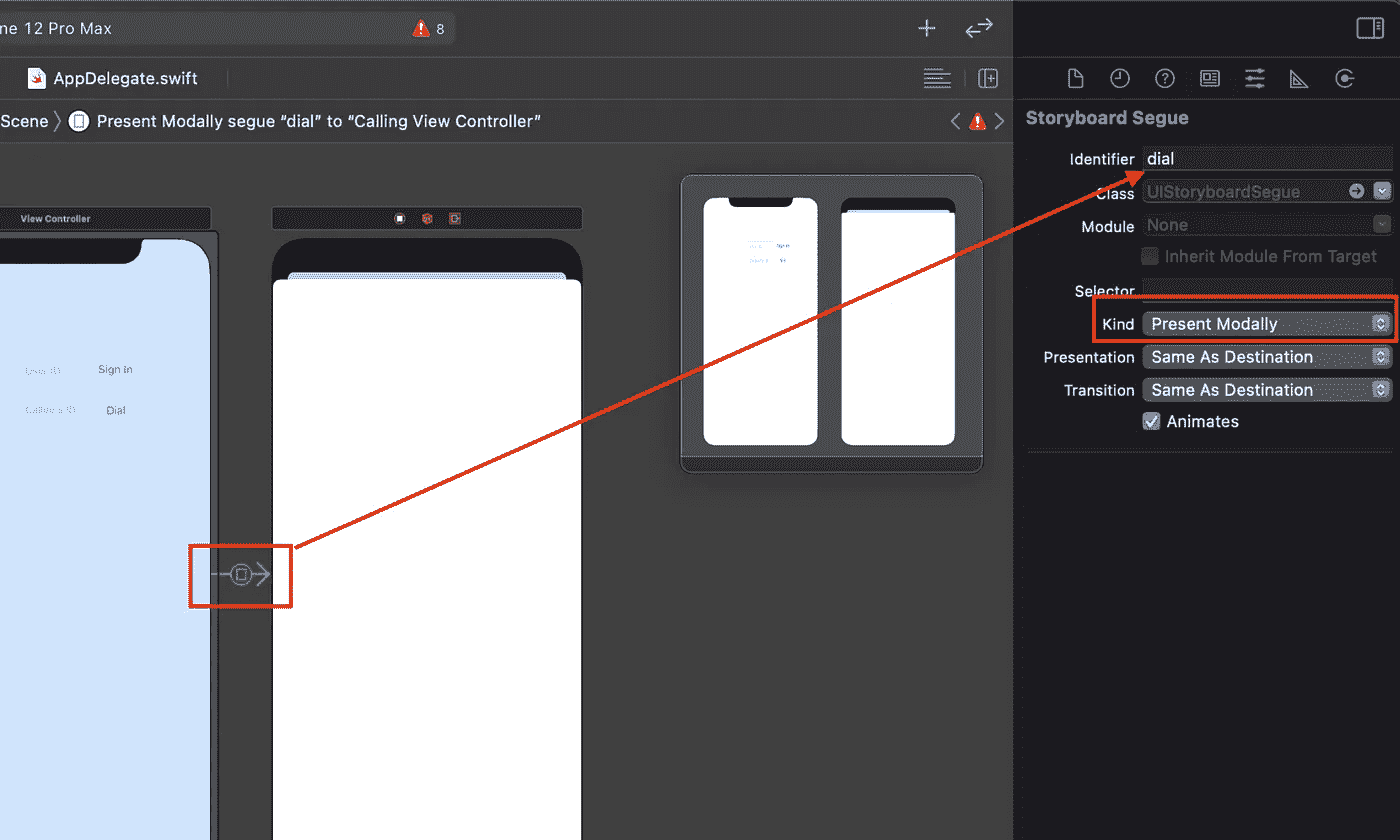 ne 12 Pro Max
8
AppDelegate.swift
Scene
Present Modally segue “dial” to “Calling View Controller”
View Controller
Sign in
Dial
Sign in
Storyboard Segue
Identifier
dial
Class
UIStoryboardSegue
Module
None
Inherit Module From Target
Selector
Kind
Present Modally
Presentation
Same As Destination
Transition
Same As Destination
Animates